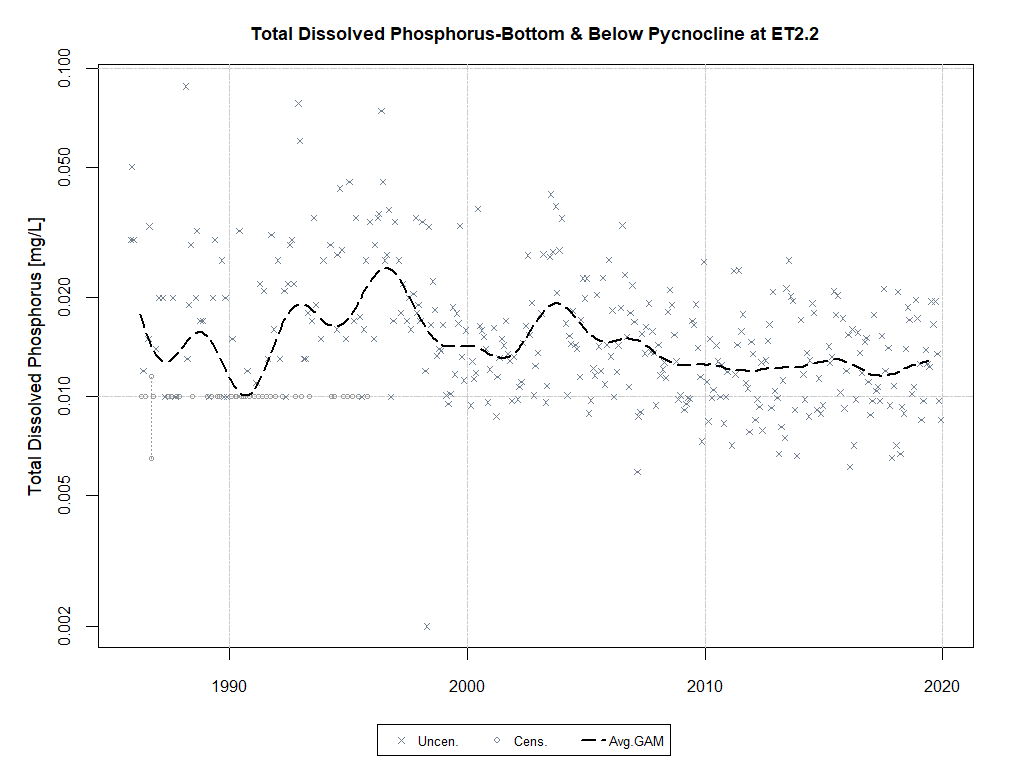 Total Dissolved Phosphorus-Bottom & Below Pycnocline at ET2.2
Total Dissolved Phosphorus [mg/L]
0.100
0.050
0.020
0.010
0.005
0.002
1990 2000 2010 2020
Uncen. Cens. Avg.GAM